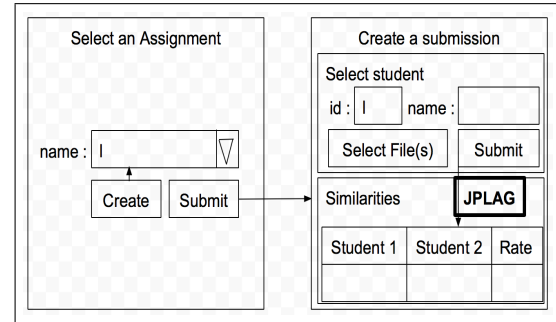 Select an Assignment
name : I
Create Submit
Create a submission
Select student
id : I name :
Select File(s) Submit
Similarities JPLAG
Student 1 Student 2 Rate